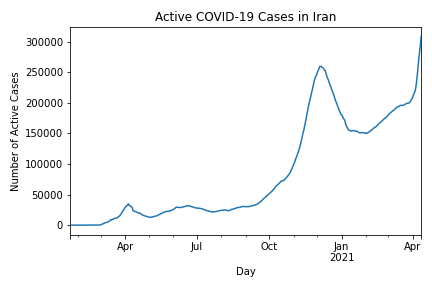 Active COVID-19 Cases in Iran
300000
250000
200000
150000
100000
50000
0
Number of Active Cases
Apr
Jul
Oct
Jan
2021
Apr
Day